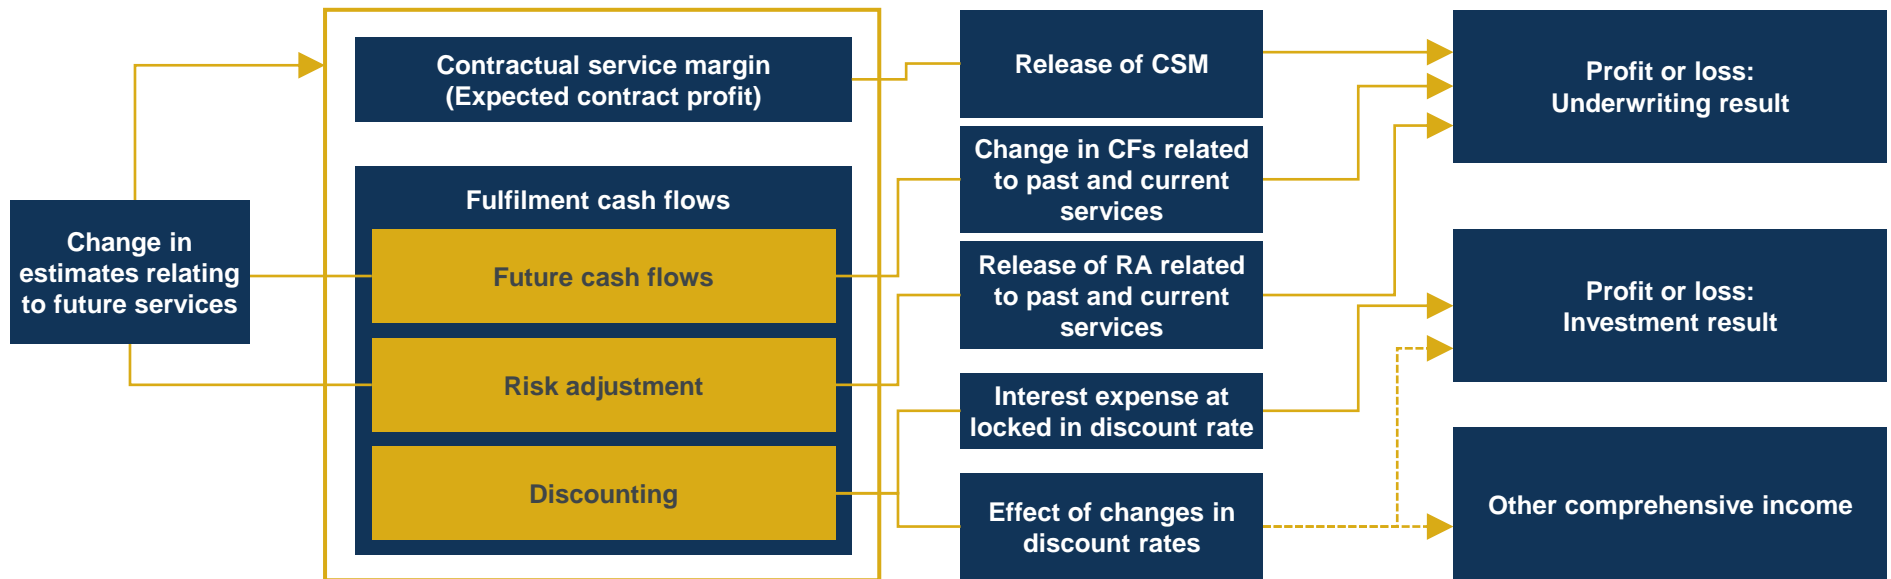 Change in
estimates relating
to future services
Contractual service margin
(Expected contract profit)
Fulfilment cash flows
Future cash flows
Risk adjustment
Discounting
Release of CSM
Change in CFs related
to past and current
services
Release of RA related
to past and current
services
Interest expense at
locked in discount rate
Effect of changes in
discount rates
Profit or loss:
Underwriting result
Profit or loss:
Investment result
Other comprehensive income